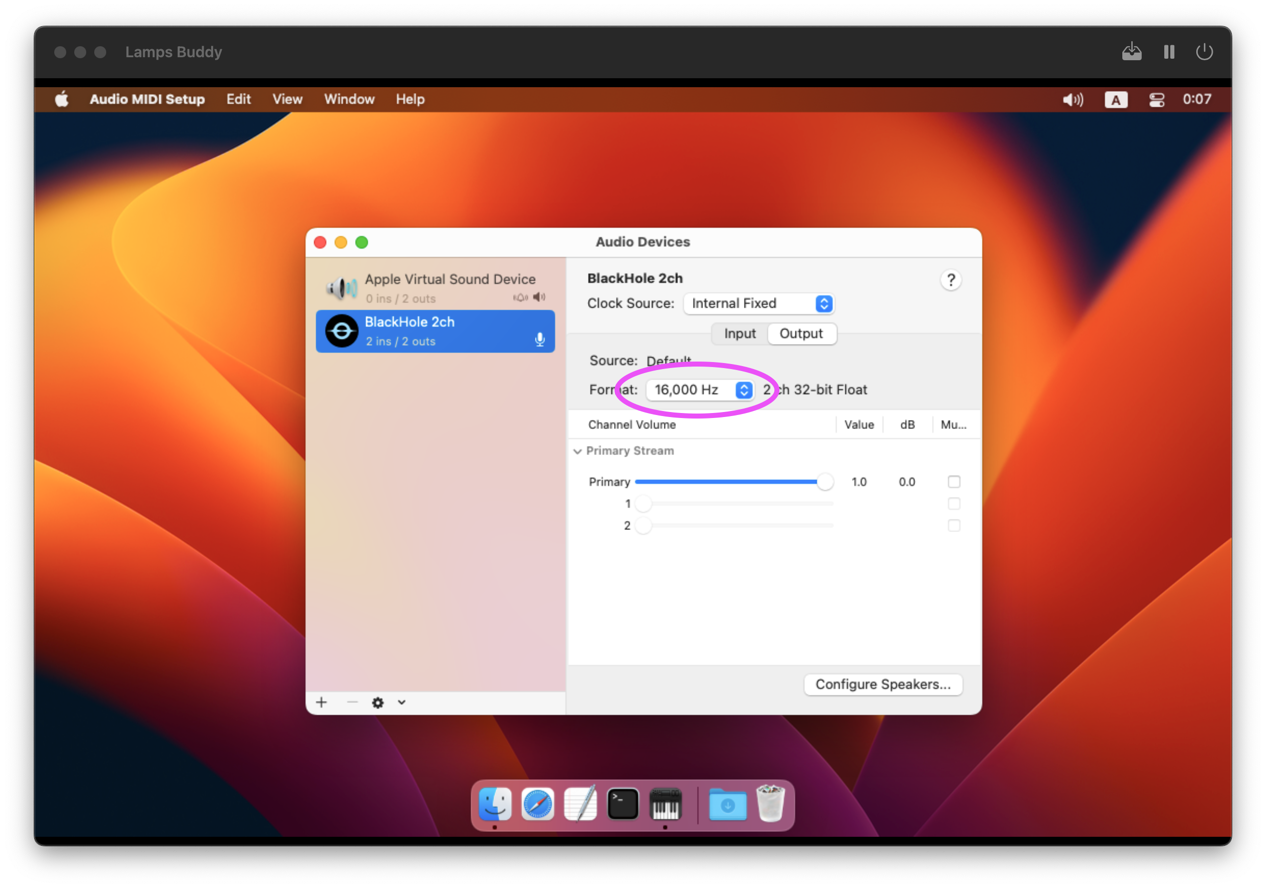 Lamps Buddy
Audio MIDI Setup Edit View Window Help A 0:07
Audio Devices
Apple Virtual Sound Device
0 ins / 2 outs
BlackHole 2ch
2 ins / 2 outs
BlackHole 2ch
?
Clock Source: Internal Fixed
Input Output
Source: Default
Format: 16,000 Hz 2 ch 32-bit Float
Channel Volume Value dB Mu...
Primary Stream
Primary 1.0 0.0
1
2
Configure Speakers...